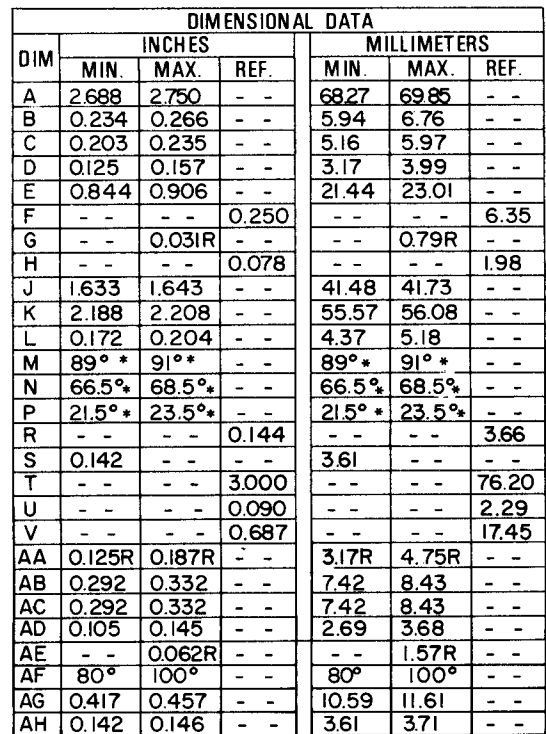 DIMENSIONAL DATA
DIM INCHES MILLIMETERS
MIN. MAX. REF. MIN. MAX. REF.
A 2.688 2.750 - - 68.27 69.85 - -
B 0.234 0.266 - - 5.94 6.76 - -
C 0.203 0.235 - - 5.16 5.97 - -
D 0.125 0.157 - - 3.17 3.99 - -
E 0.844 0.906 - - 21.44 23.01 - -
F - - - - 0.250 - - - - 6.35
G - - 0.031R - - - - 0.79R - -
H - - - - 0.078 - - - - 1.98
J 1.633 1.643 - - 41.48 41.73 - -
K 2.188 2.208 - - 55.57 56.08 - -
L 0.172 0.204 - - 4.37 5.18 - -
M 89° * 91° * - - 89° * 91° * - -
N 66.5°* 68.5°* - - 66.5°* 68.5°* - -
P 21.5° * 23.5°* - - 21.5° * 23.5°* - -
R - - - - 0.144 - - - - 3.66
S 0.142 - - 3.61 - -
T - - - - 3.000 - - - - 76.20
U - - - - 0.090 - - - - 2.29
V - - - - 0.687 - - - - 17.45
AA 0.125R 0.187R - - 3.17R 4.75R - -
AB 0.292 0.332 - - 7.42 8.43 - -
AC 0.292 0.332 - - 7.42 8.43 - -
AD 0.105 0.145 - - 2.69 3.68 - -
AE - - 0.062R - - - - 1.57R - -
AF 80° 100° - - 80° 100° - -
AG 0.417 0.457 - - 10.59 11.61 - -
AH 0.142 0.146 - - 3.61 3.71 - -